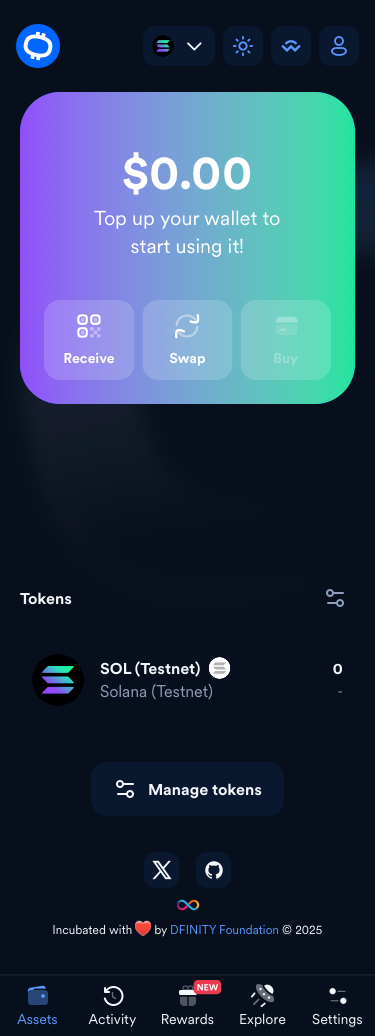 $0.00
Top up your wallet to
start using it!
Receive
Swap
Buy
Tokens
SOL (Testnet)
0
Solana (Testnet)
-
Manage tokens
Incubated with ❤️ by DFINITY Foundation © 2025
NEW
Assets
Activity
Rewards
Explore
Settings